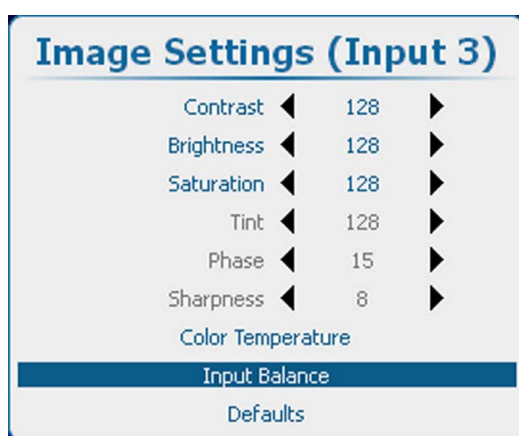 Image Settings (Input 3)
Contrast 128
Brightness 128
Saturation 128
Tint 128
Phase 15
Sharpness 8
Color Temperature
Input Balance
Defaults